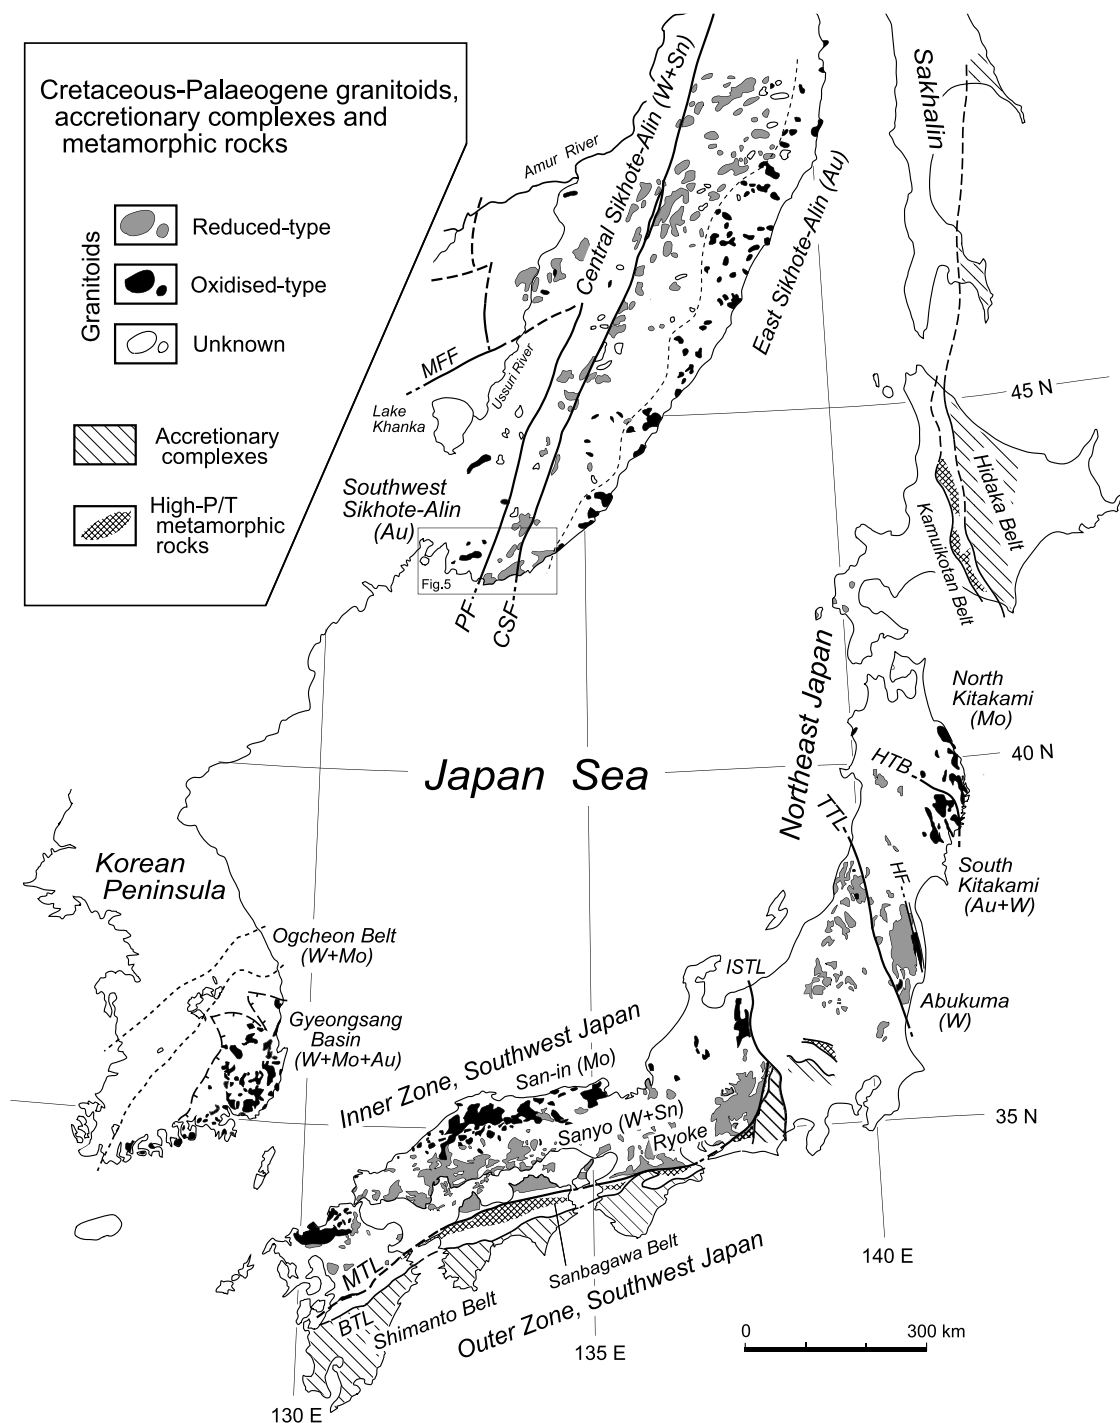 Cretaceous-Palaeogene granitoids,
accretionary complexes and
metamorphic rocks
Granitoids
Reduced-type
Oxidised-type
Unknown
Accretionary
complexes
High-P/T
metamorphic
rocks
Amur River
Central Sikhote-Alin (W+Sn)
East Sikhote-Alin (Au)
Sakhalin
MFF
Ussuri River
Lake
Khanka
45 N
Southwest
Sikhote-Alin
(Au)
Fig.5
PF
CSF
Hidaka Belt
Kamuikotan Belt
Northeast Japan
North
Kitakami
(Mo)
40 N
HTB
Japan Sea
TTL
HF
South
Kitakami
(Au+W)
Korean
Peninsula
Ogcheon Belt
(W+Mo)
Gyeongsang
Basin
(W+Mo+Au)
ISTL
Abukuma
(W)
Inner Zone, Southwest Japan
San-in (Mo)
Sanyo (W+Sn)
Ryoke
35 N
MTL
BTL
Shimanto Belt
Sanbagawa Belt
Outer Zone, Southwest Japan
140 E
135 E
130 E
0
300 km